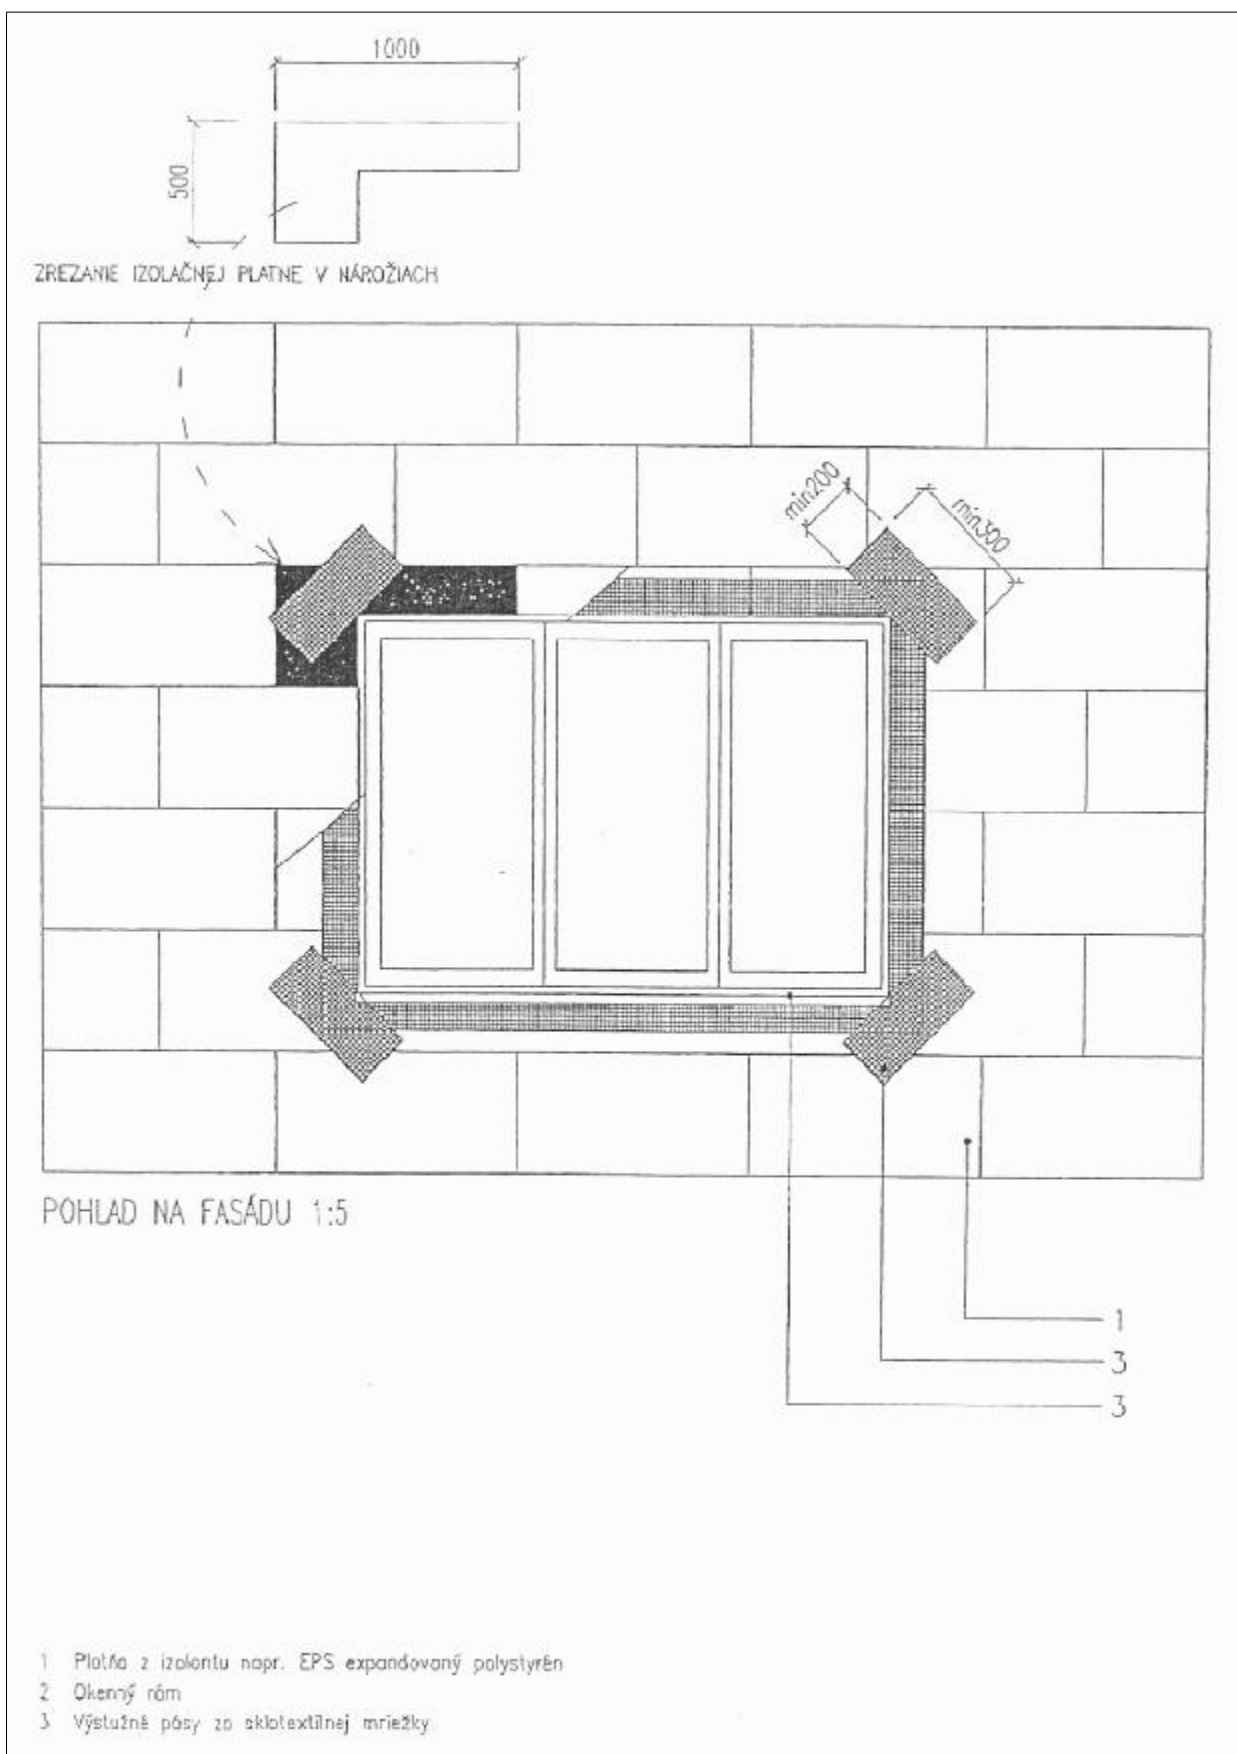 1000
500
ZREZANIE IZOLAČNEJ PLATNE V NÁROŽIACH
min200
min300
POHLAD NA FASÁDU 1:5
1
3
3
1 Platňa z izolantu napr. EPS expandovaný polystyrén
2 Okenný rám
3 Výstužné pásy zo sklotextilnej mriežky